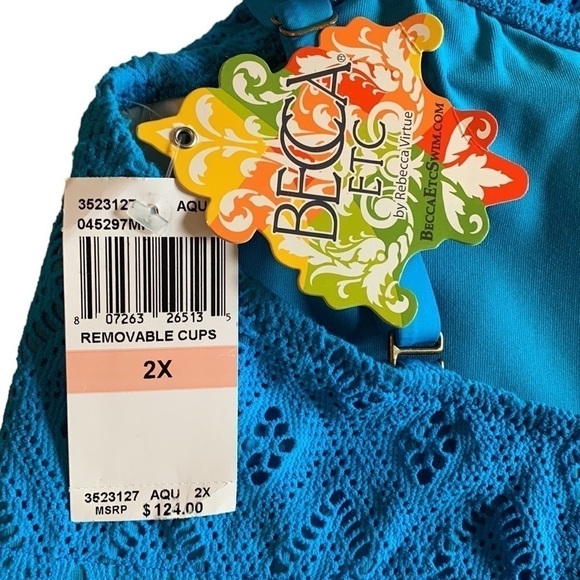 BECCA®
ETC
by Rebecca Virtue
BECCAETCSWIM.COM
3523127 AQU
045297M
8 07263 26513 5
REMOVABLE CUPS
2X
3523127 AQU 2X
MSRP $124.00